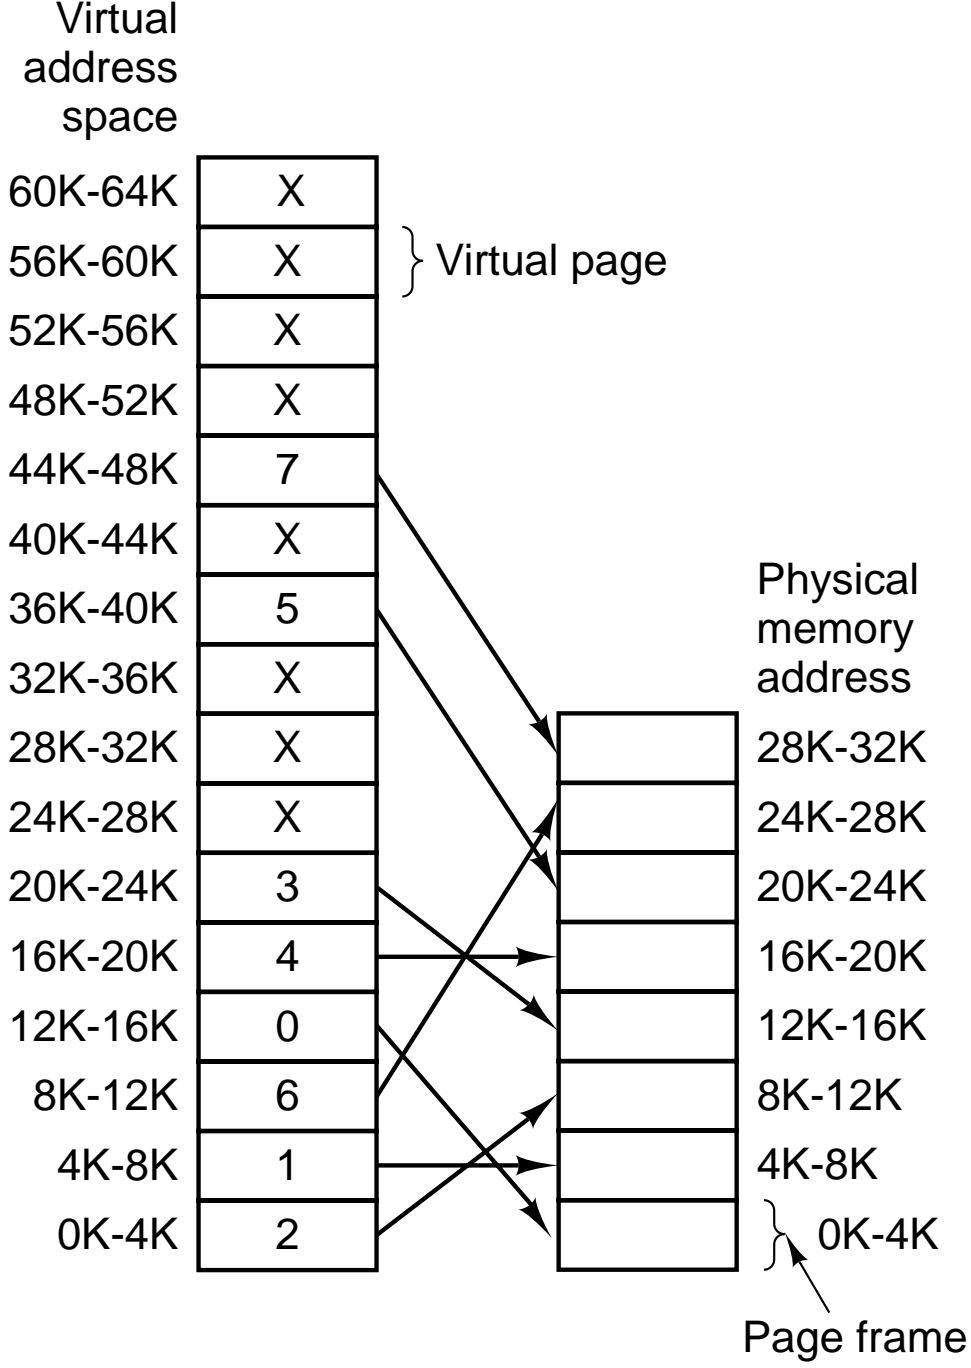 Virtual
address
space
60K-64K X
56K-60K X Virtual page
52K-56K X
48K-52K X
44K-48K 7
40K-44K X
36K-40K 5
32K-36K X
28K-32K X
24K-28K X
20K-24K 3
16K-20K 4
12K-16K 0
8K-12K 6
4K-8K 1
0K-4K 2
Physical
memory
address
28K-32K
24K-28K
20K-24K
16K-20K
12K-16K
8K-12K
4K-8K
0K-4K
Page frame